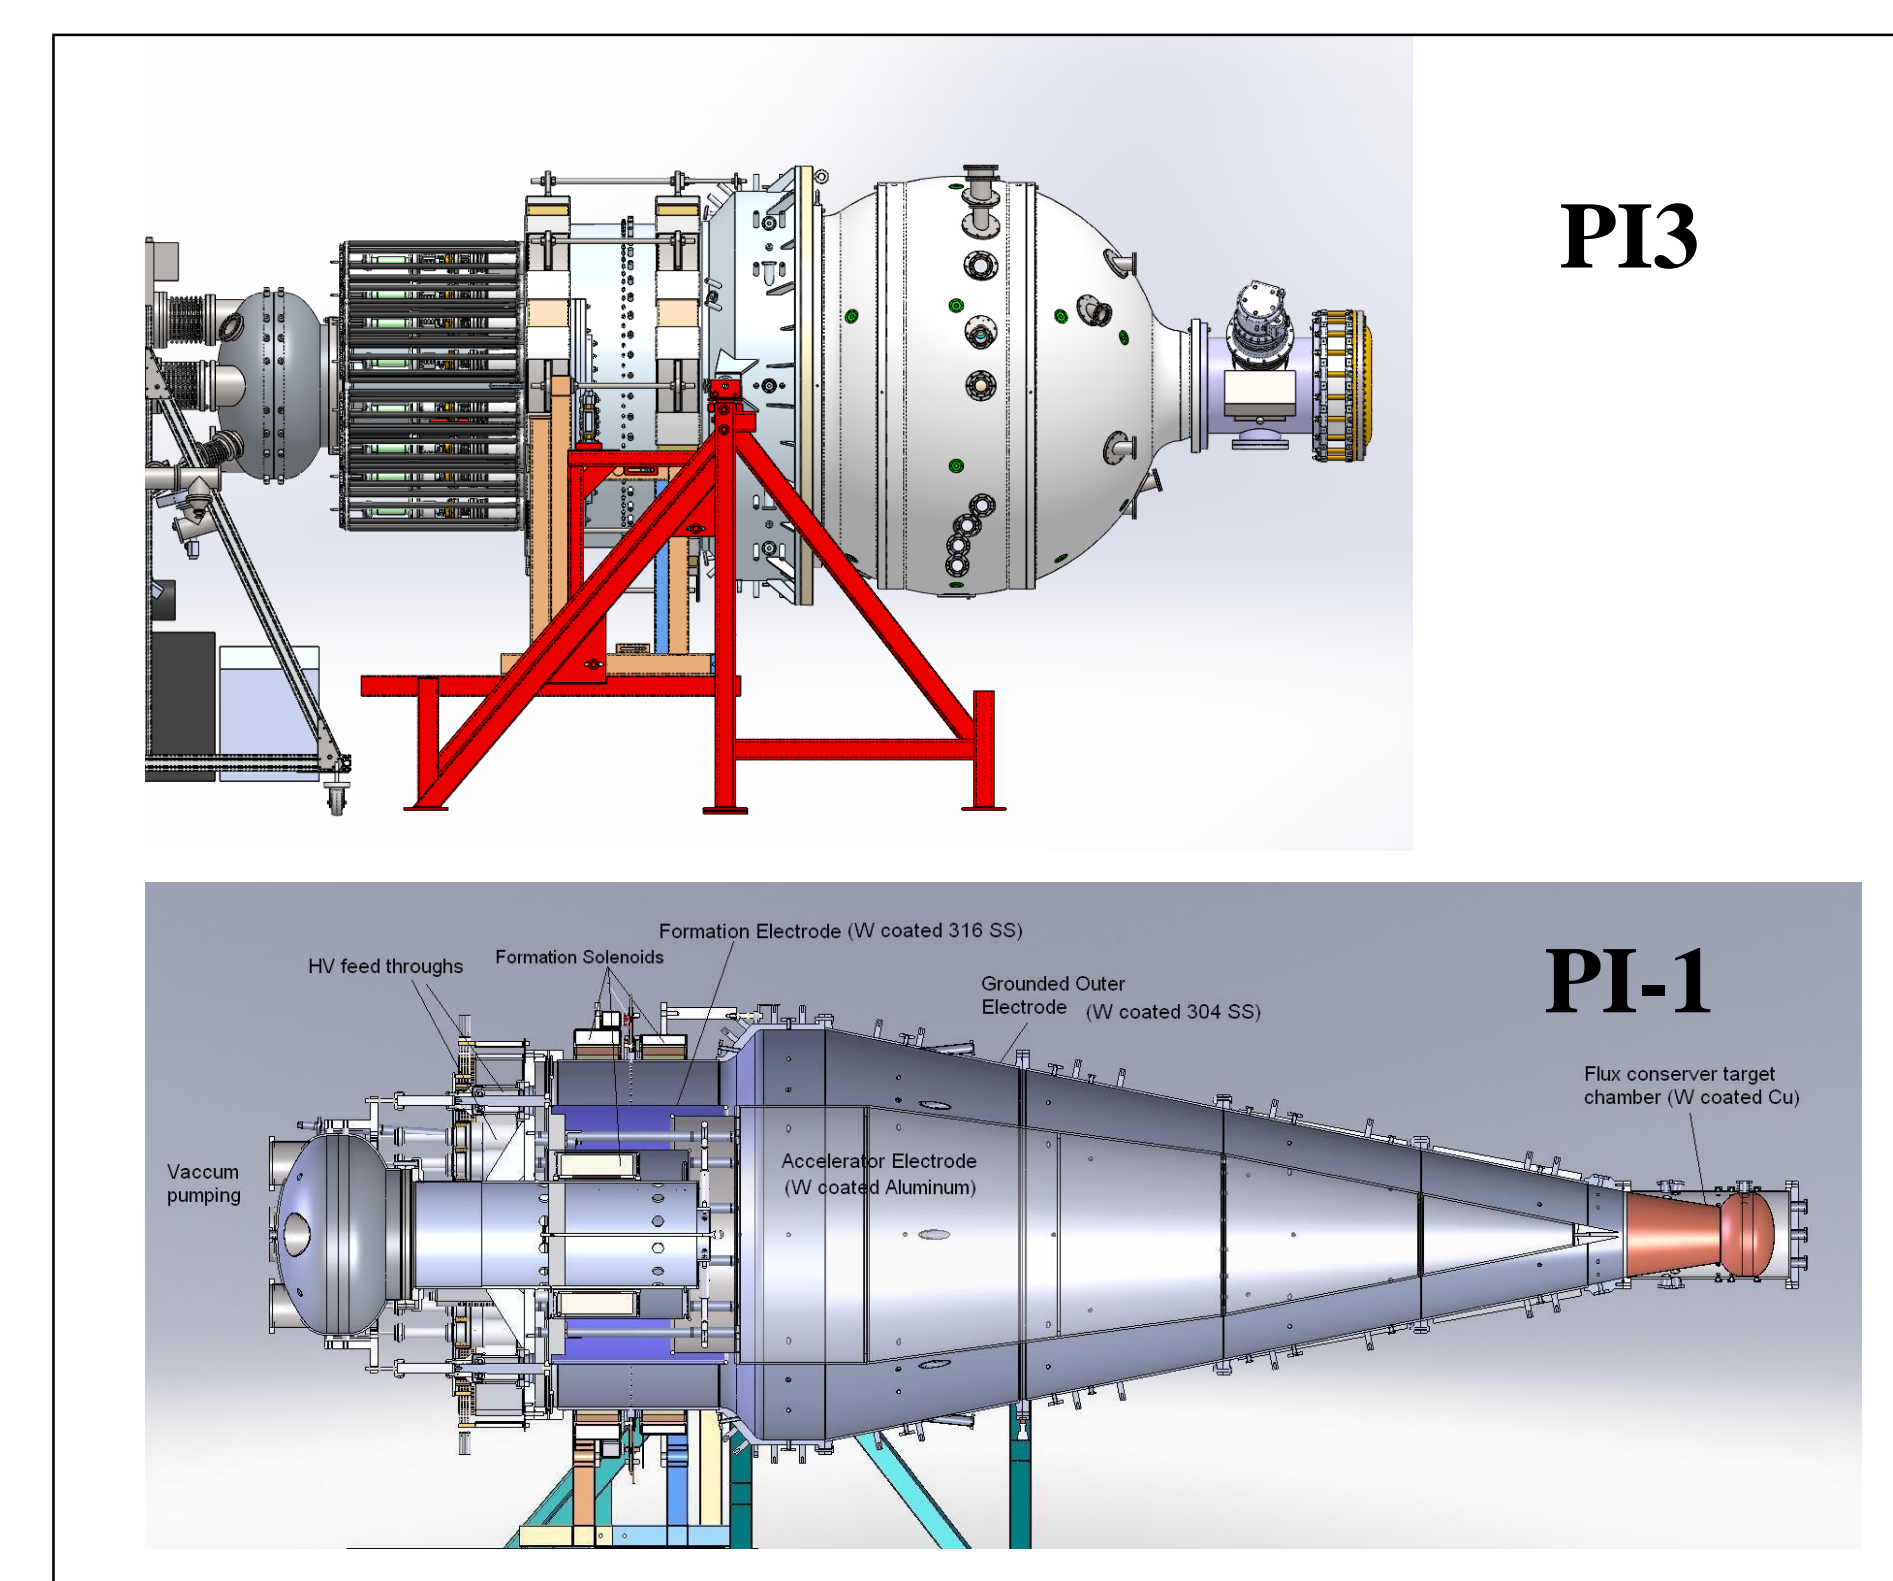 PI3
PI-1
Formation Electrode (W coated 316 SS)
Formation Solenoids
HV feed throughs
Grounded Outer
Electrode (W coated 304 SS)
Flux conserver target
chamber (W coated Cu)
Vaccum
pumping
Accelerator Electrode
(W coated Aluminum)